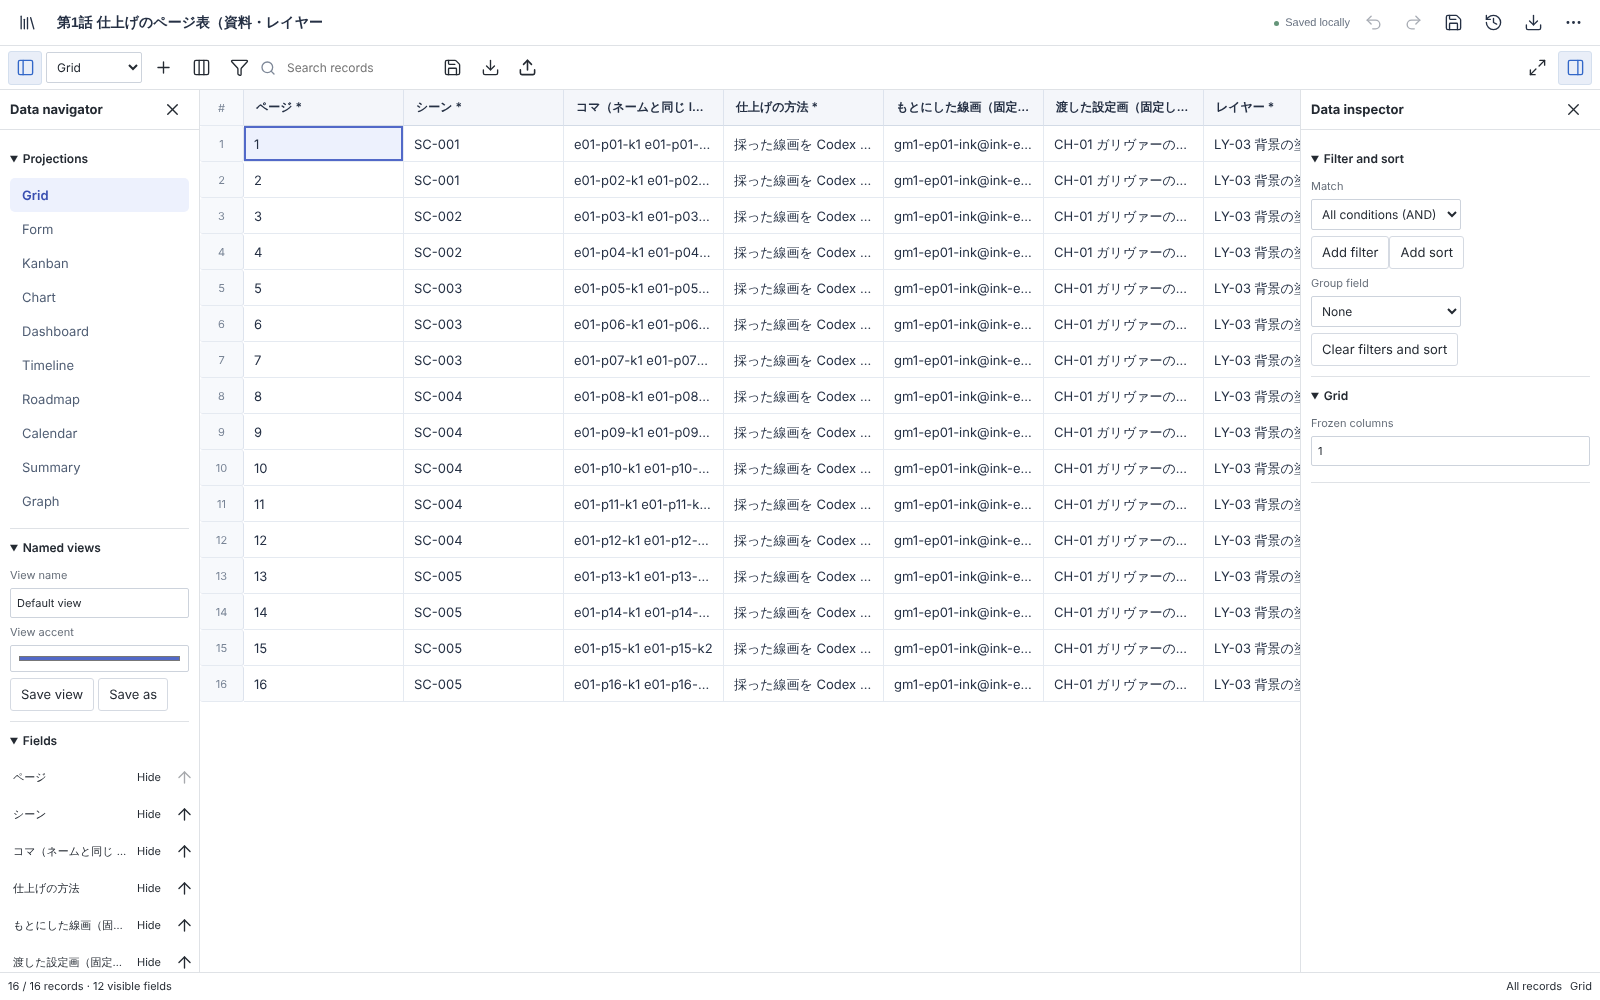 第1話 仕上げのページ表（資料・レイヤー
Saved locally
Grid
Search records
Data navigator
Projections
Grid
Form
Kanban
Chart
Dashboard
Timeline
Roadmap
Calendar
Summary
Graph
Named views
View name
Default view
View accent
Save view Save as
Fields
ページ Hide
シーン Hide
コマ（ネームと同じ ... Hide
仕上げの方法 Hide
もとにした線画（固... Hide
渡した設定画（固定... Hide
# ページ * シーン * コマ（ネームと同じ I... 仕上げの方法 * もとにした線画（固定... 渡した設定画（固定し... レイヤー *
1 1 SC-001 e01-p01-k1 e01-p01-... 採った線画を Codex ... gm1-ep01-ink@ink-e... CH-01 ガリヴァーの... LY-03 背景の塗
2 2 SC-001 e01-p02-k1 e01-p02... 採った線画を Codex ... gm1-ep01-ink@ink-e... CH-01 ガリヴァーの... LY-03 背景の塗
3 3 SC-002 e01-p03-k1 e01-p03... 採った線画を Codex ... gm1-ep01-ink@ink-e... CH-01 ガリヴァーの... LY-03 背景の塗
4 4 SC-002 e01-p04-k1 e01-p04... 採った線画を Codex ... gm1-ep01-ink@ink-e... CH-01 ガリヴァーの... LY-03 背景の塗
5 5 SC-003 e01-p05-k1 e01-p05... 採った線画を Codex ... gm1-ep01-ink@ink-e... CH-01 ガリヴァーの... LY-03 背景の塗
6 6 SC-003 e01-p06-k1 e01-p06... 採った線画を Codex ... gm1-ep01-ink@ink-e... CH-01 ガリヴァーの... LY-03 背景の塗
7 7 SC-003 e01-p07-k1 e01-p07... 採った線画を Codex ... gm1-ep01-ink@ink-e... CH-01 ガリヴァーの... LY-03 背景の塗
8 8 SC-004 e01-p08-k1 e01-p08... 採った線画を Codex ... gm1-ep01-ink@ink-e... CH-01 ガリヴァーの... LY-03 背景の塗
9 9 SC-004 e01-p09-k1 e01-p09... 採った線画を Codex ... gm1-ep01-ink@ink-e... CH-01 ガリヴァーの... LY-03 背景の塗
10 10 SC-004 e01-p10-k1 e01-p10-... 採った線画を Codex ... gm1-ep01-ink@ink-e... CH-01 ガリヴァーの... LY-03 背景の塗
11 11 SC-004 e01-p11-k1 e01-p11-k... 採った線画を Codex ... gm1-ep01-ink@ink-e... CH-01 ガリヴァーの... LY-03 背景の塗
12 12 SC-004 e01-p12-k1 e01-p12-... 採った線画を Codex ... gm1-ep01-ink@ink-e... CH-01 ガリヴァーの... LY-03 背景の塗
13 13 SC-005 e01-p13-k1 e01-p13-... 採った線画を Codex ... gm1-ep01-ink@ink-e... CH-01 ガリヴァーの... LY-03 背景の塗
14 14 SC-005 e01-p14-k1 e01-p14-... 採った線画を Codex ... gm1-ep01-ink@ink-e... CH-01 ガリヴァーの... LY-03 背景の塗
15 15 SC-005 e01-p15-k1 e01-p15-k2 採った線画を Codex ... gm1-ep01-ink@ink-e... CH-01 ガリヴァーの... LY-03 背景の塗
16 16 SC-005 e01-p16-k1 e01-p16-... 採った線画を Codex ... gm1-ep01-ink@ink-e... CH-01 ガリヴァーの... LY-03 背景の塗
Data inspector
Filter and sort
Match
All conditions (AND)
Add filter Add sort
Group field
None
Clear filters and sort
Grid
Frozen columns
1
16 / 16 records · 12 visible fields
All records Grid